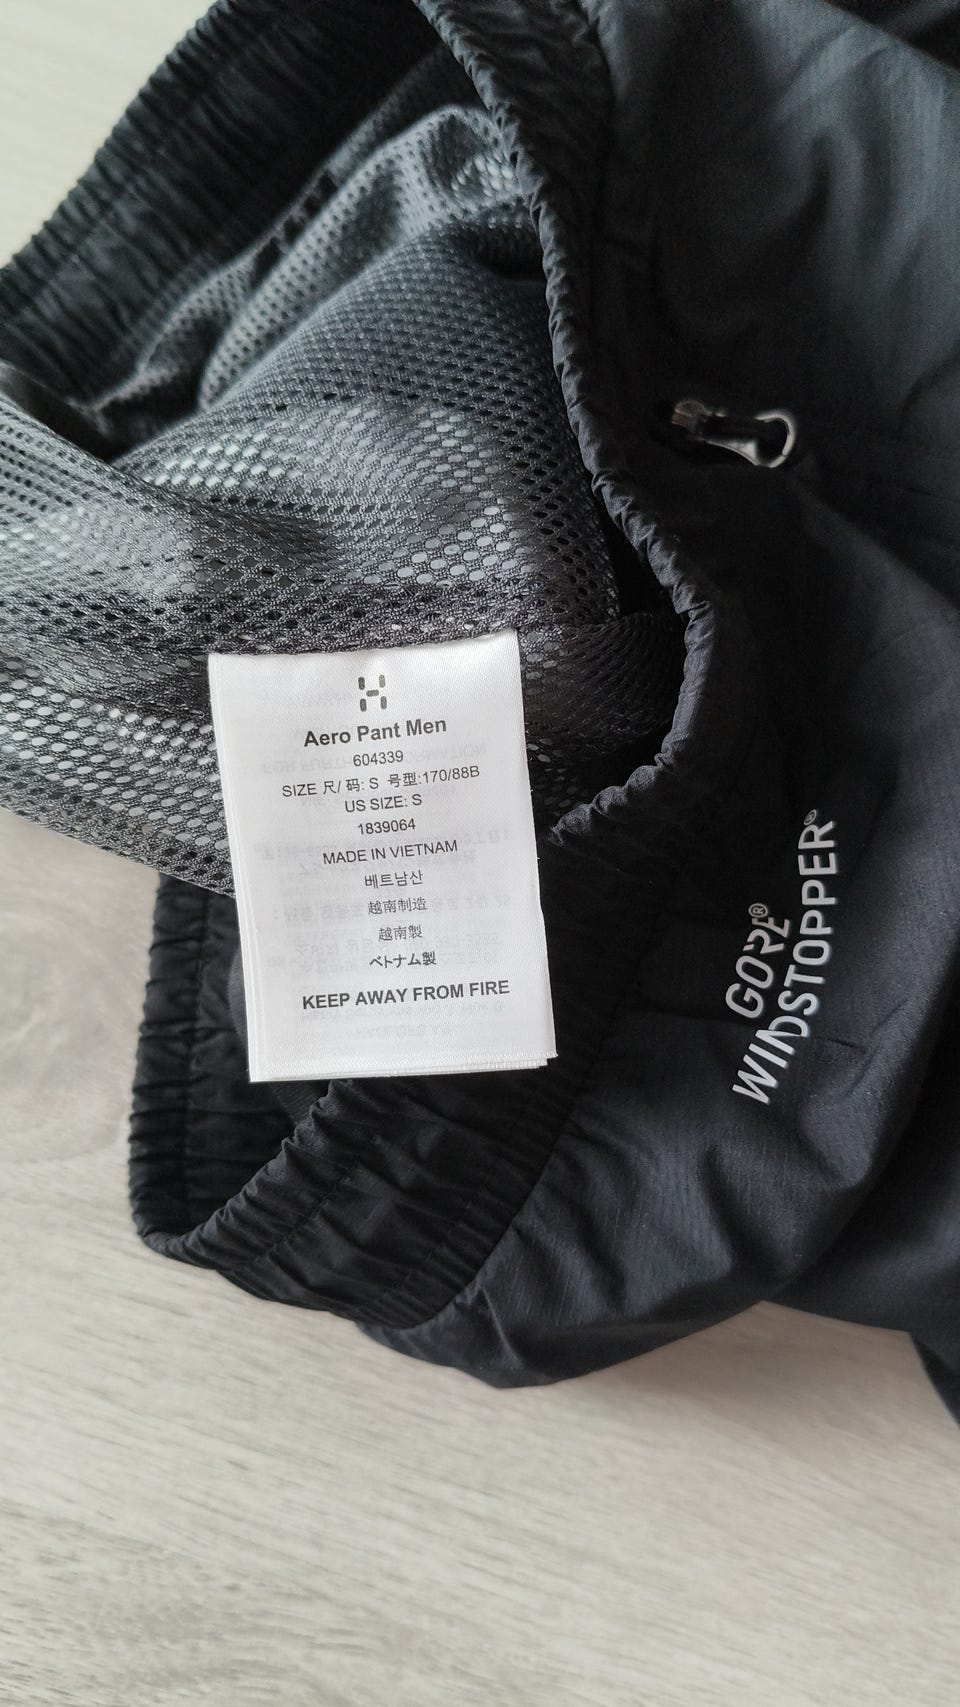 Aero Pant Men
604339
SIZE 尺/ 码: S 号型:170/88B
US SIZE: S
1839064
MADE IN VIETNAM
베트남산
越南制造
越南製
ベトナム製
KEEP AWAY FROM FIRE
GORE®
WINDSTOPPER®